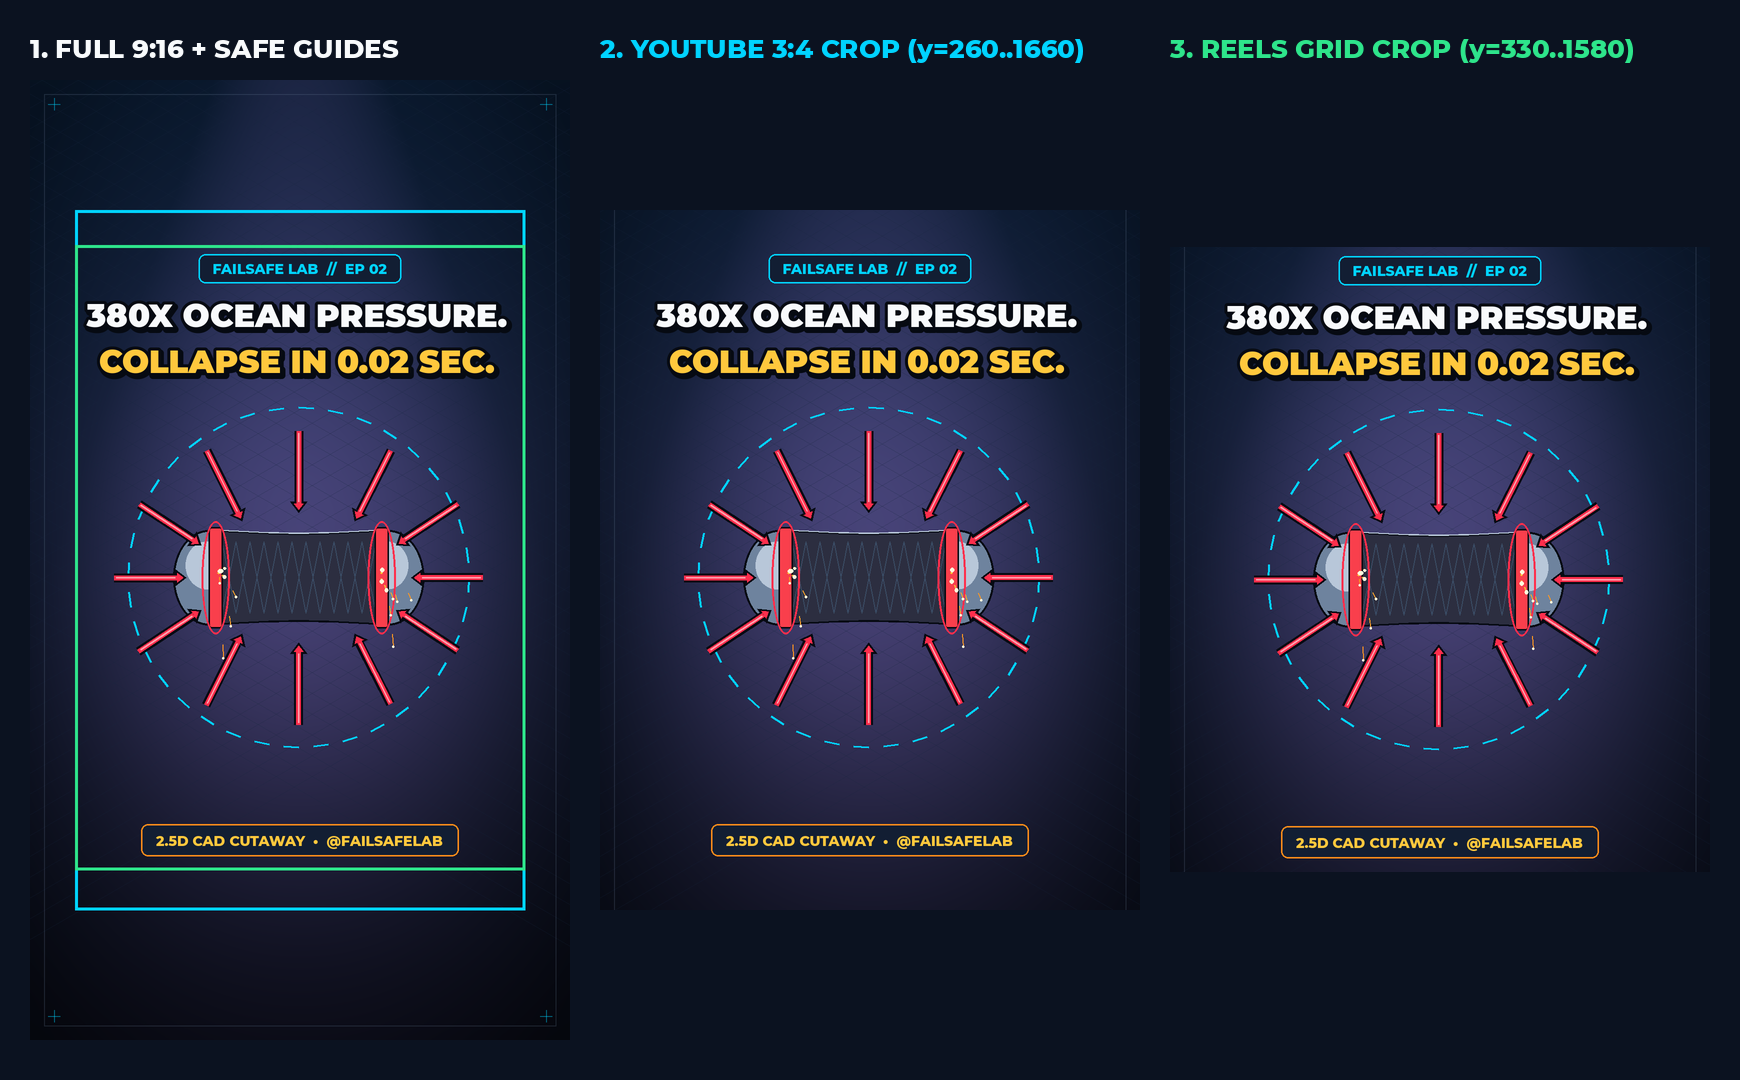 1. FULL 9:16 + SAFE GUIDES
FAILSAFE LAB // EP 02
380X OCEAN PRESSURE.
COLLAPSE IN 0.02 SEC.
2.5D CAD CUTAWAY • @FAILSAFELAB
2. YOUTUBE 3:4 CROP (y=260..1660)
FAILSAFE LAB // EP 02
380X OCEAN PRESSURE.
COLLAPSE IN 0.02 SEC.
2.5D CAD CUTAWAY • @FAILSAFELAB
3. REELS GRID CROP (y=330..1580)
FAILSAFE LAB // EP 02
380X OCEAN PRESSURE.
COLLAPSE IN 0.02 SEC.
2.5D CAD CUTAWAY • @FAILSAFELAB